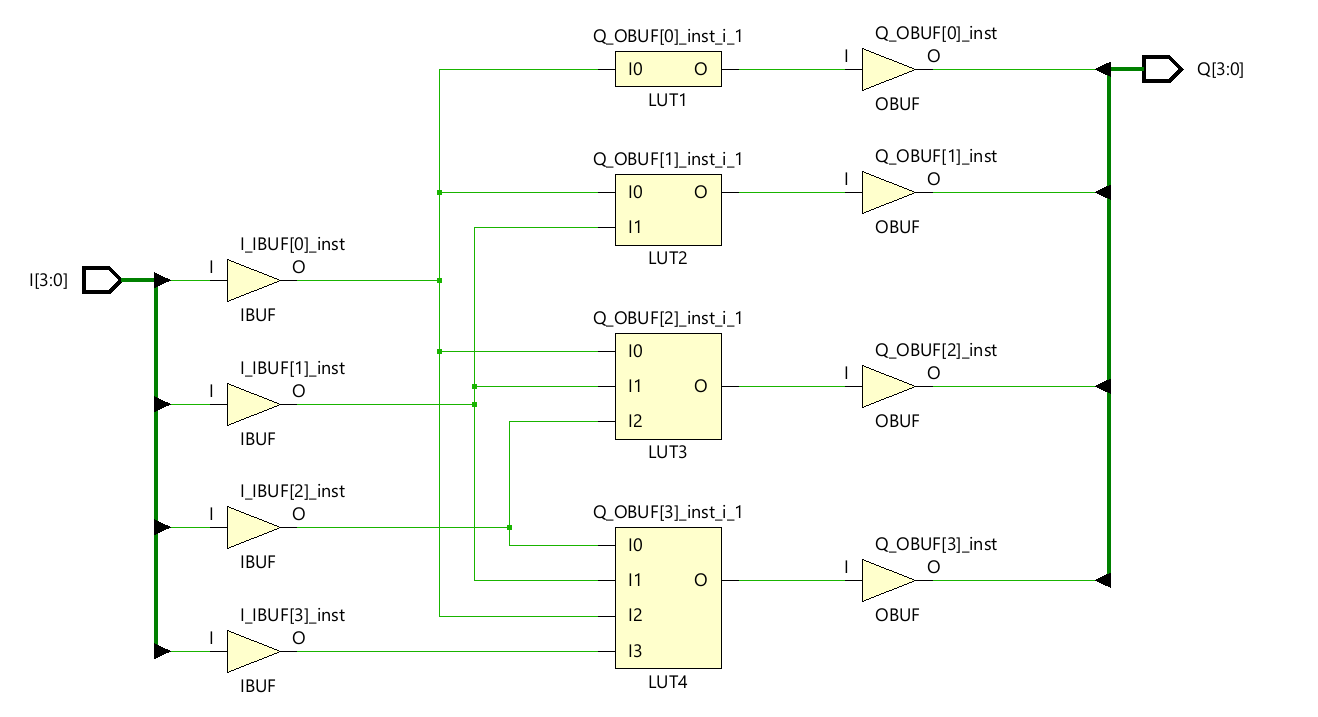 Q_OBUF[0]_inst_i_1
I0 O
LUT1
Q_OBUF[0]_inst
I O
OBUF
Q[3:0]
Q_OBUF[1]_inst_i_1
I0 O
I1
LUT2
Q_OBUF[1]_inst
I O
OBUF
I[3:0]
I_IBUF[0]_inst
I O
IBUF
I_IBUF[1]_inst
I O
IBUF
Q_OBUF[2]_inst_i_1
I0
I1 O
I2
LUT3
Q_OBUF[2]_inst
I O
OBUF
I_IBUF[2]_inst
I O
IBUF
I_IBUF[3]_inst
I O
IBUF
Q_OBUF[3]_inst_i_1
I0
I1 O
I2
I3
LUT4
Q_OBUF[3]_inst
I O
OBUF